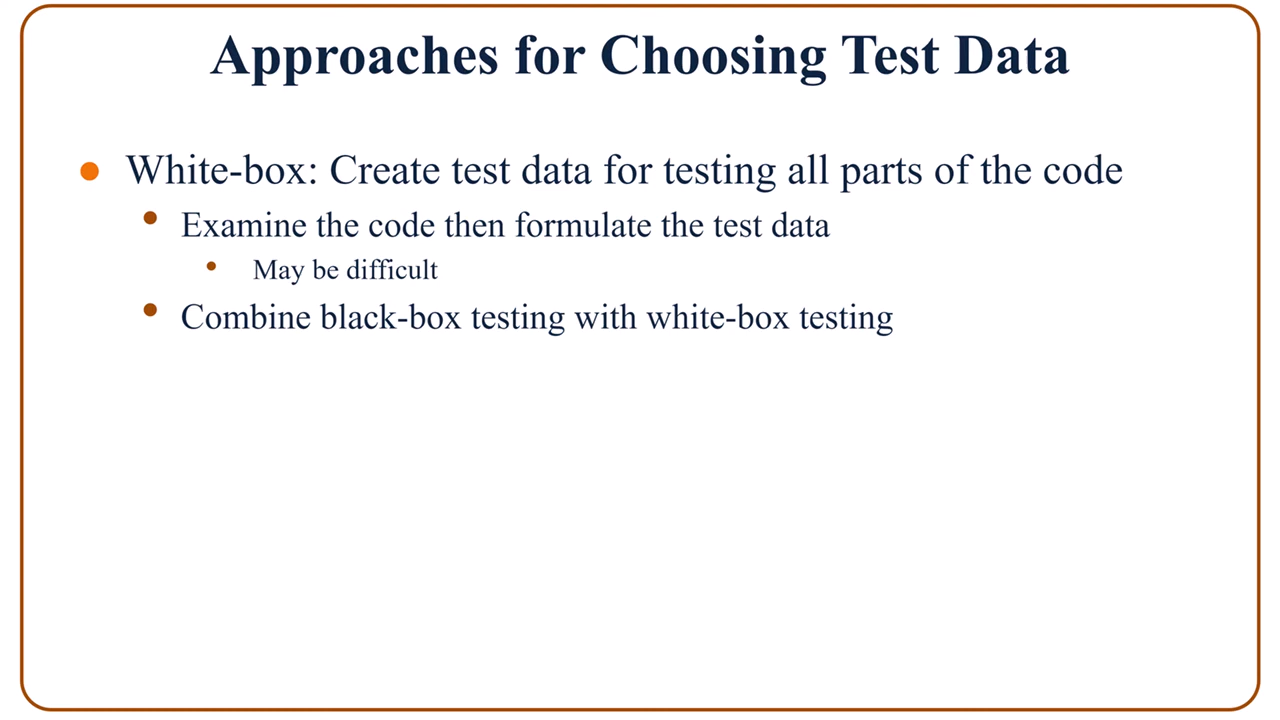 Approaches for Choosing Test Data
White-box: Create test data for testing all parts of the code
Examine the code then formulate the test data
May be difficult
Combine black-box testing with white-box testing